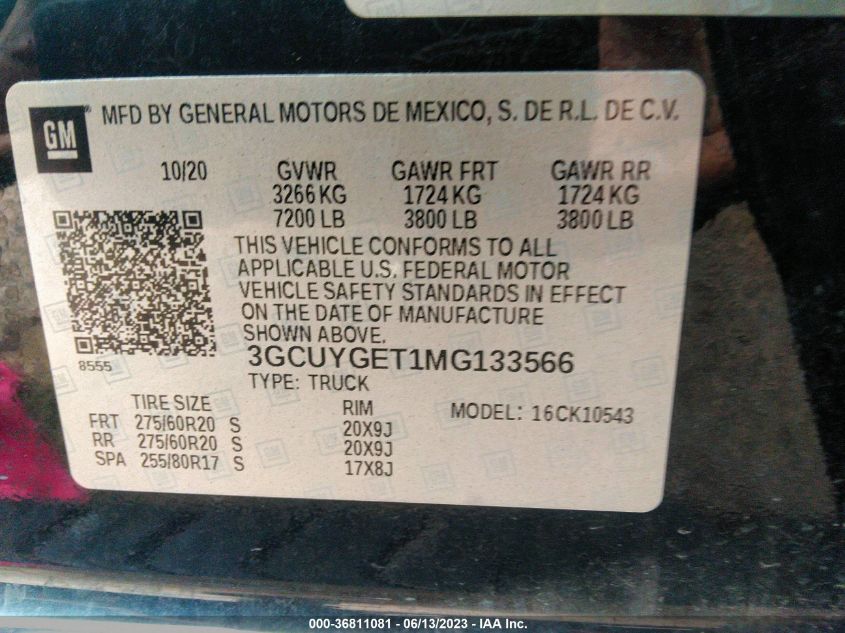 GM ® MFD BY GENERAL MOTORS DE MEXICO, S. DE R.L. DE C.V.
10/20 GVWR GAWR FRT GAWR RR
3266 KG 1724 KG 1724 KG
7200 LB 3800 LB 3800 LB
THIS VEHICLE CONFORMS TO ALL
APPLICABLE U.S. FEDERAL MOTOR
VEHICLE SAFETY STANDARDS IN EFFECT
ON THE DATE OF MANUFACTURE
SHOWN ABOVE.
8555 3GCUYGET1MG133566
TYPE: TRUCK
TIRE SIZE RIM MODEL: 16CK10543
FRT 275/60R20 S 20X9J
RR 275/60R20 S 20X9J
SPA 255/80R17 S 17X8J
000-36811081 - 06/13/2023 - IAA Inc.